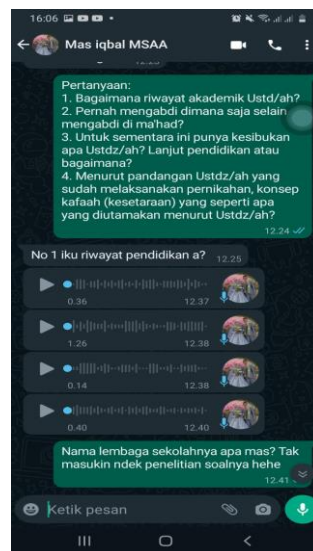 16:06
Mas iqbal MSAA
Pertanyaan:
1. Bagaimana riwayat akademik Ustd/ah?
2. Pernah mengabdi dimana saja selain
mengabdi di ma'had?
3. Untuk sementara ini punya kesibukan
apa Ustdz/ah? Lanjut pendidikan atau
bagaimana?
4. Menurut pandangan Ustdz/ah yang
sudah melaksanakan pernikahan, konsep
kafaah (kesetaraan) yang seperti apa
yang diutamakan menurut Ustdz/ah?
12.24
No 1 iku riwayat pendidikan a?
12.25
0.36
12.37
1.26
12.38
0.14
12.38
0.40
12.40
Nama lembaga sekolahnya apa mas? Tak
masukin ndek penelitian soalnya hehe
12.41
Ketik pesan